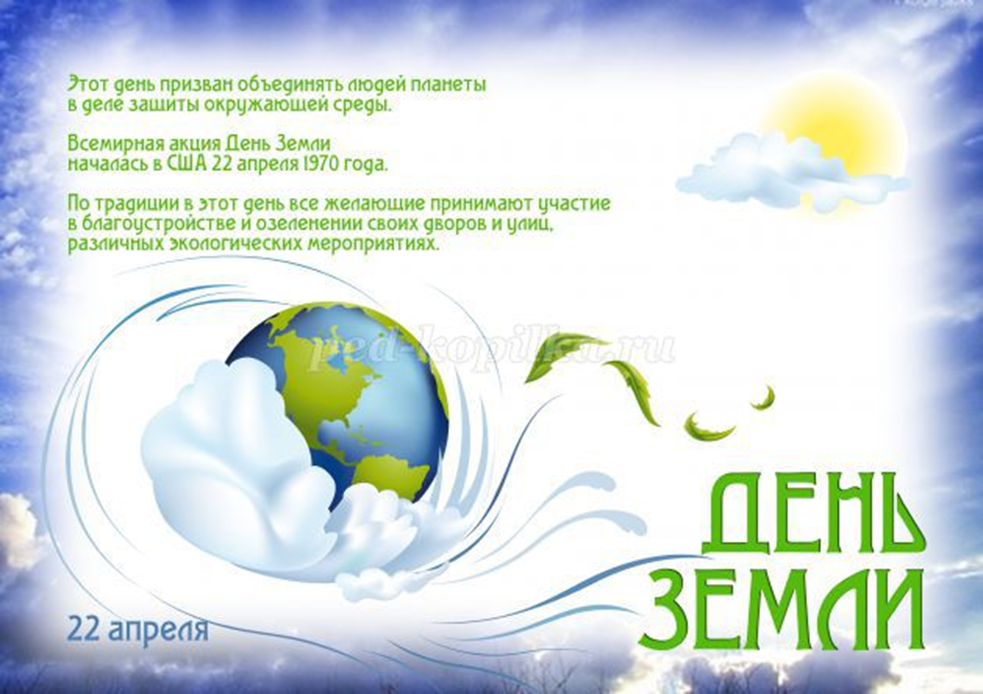 Этот день призван объединять людей планеты
в деле защиты окружающей среды.
Всемирная акция День Земли
началась в США 22 апреля 1970 года.
По традиции в этот день все желающие принимают участие
в благоустройстве и озеленении своих дворов и улиц,
различных экологических мероприятиях.
ped-kopilka.ru
ДЕНЬ
ЗЕМЛИ
22 апреля